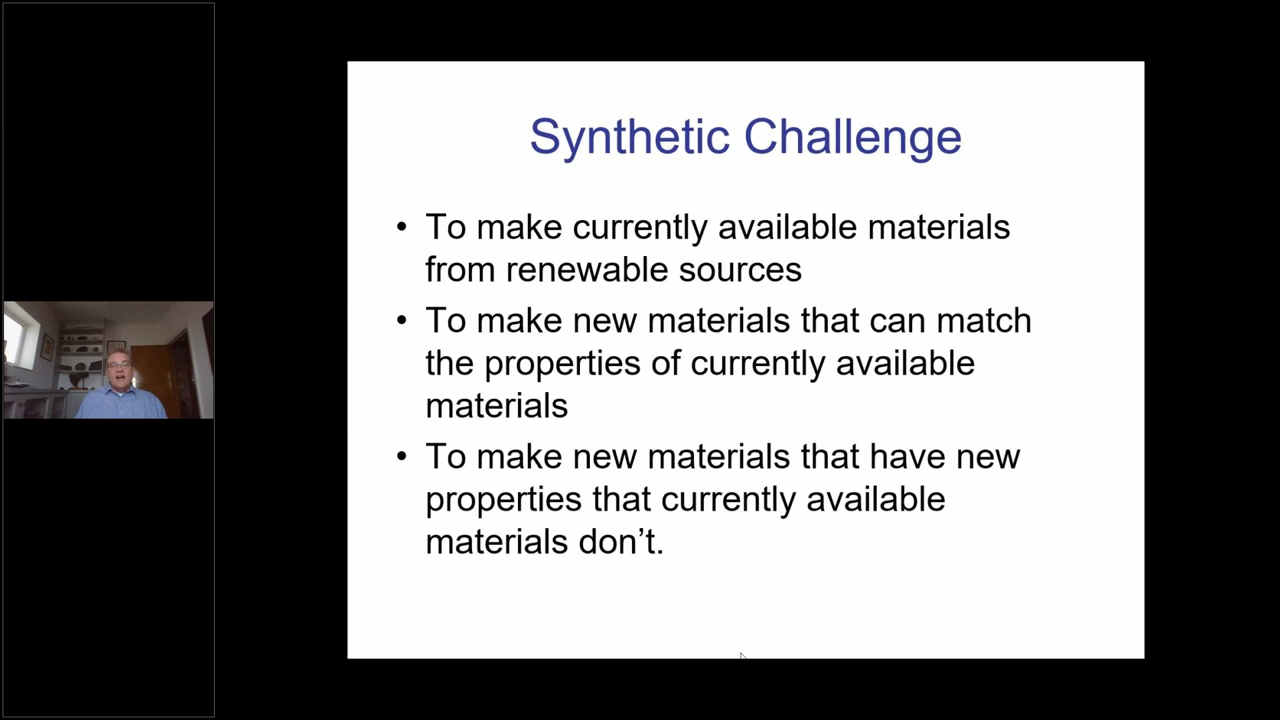 Synthetic Challenge
• To make currently available materials
from renewable sources
• To make new materials that can match
the properties of currently available
materials
• To make new materials that have new
properties that currently available
materials don’t.